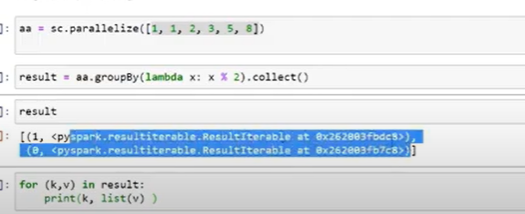 ]: aa = sc.parallelize([1, 1, 2, 3, 5, 8])
]: result = aa.groupBy(lambda x: x % 2).collect()
]: result
]: [(1, <pyspark.resultiterable.ResultIterable at 0x262003fbdc8>),
(0, <pyspark.resultiterable.ResultIterable at 0x262003fb7c8>)]
]: for (k,v) in result:
print(k, list(v) )